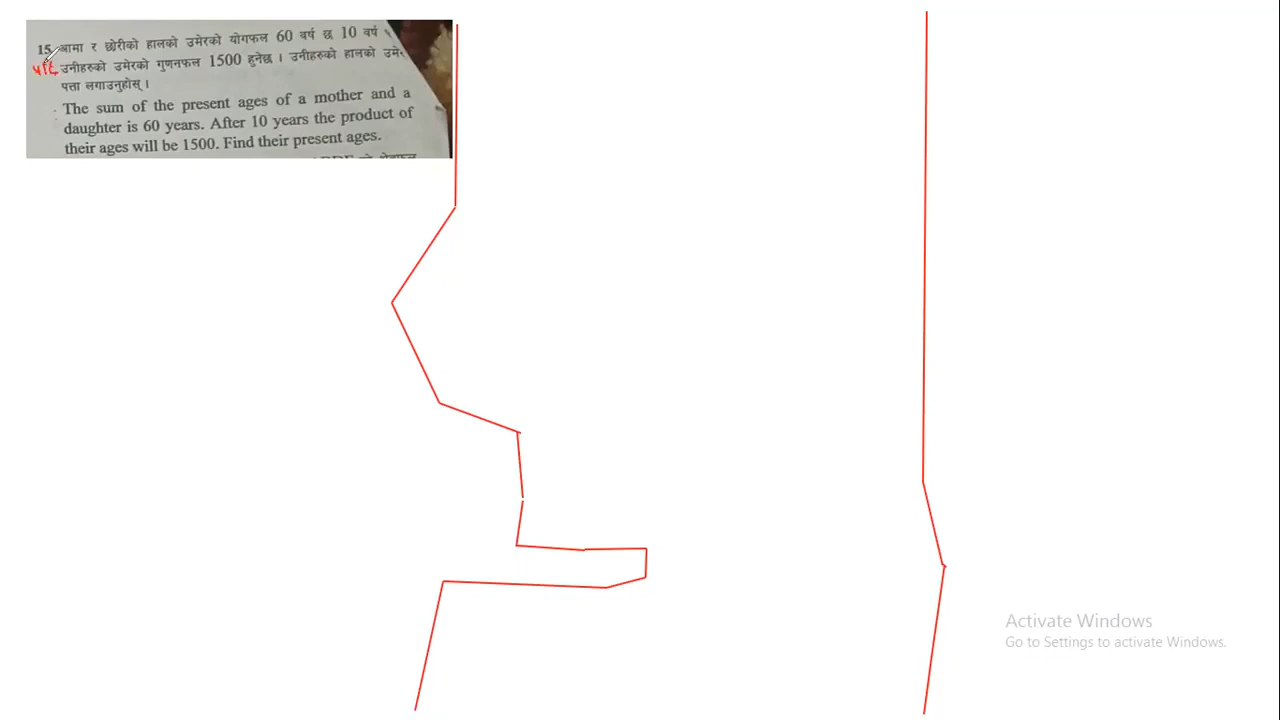 15. आमा र छोरीको हालको उमेरको योगफल 60 वर्ष छ 10 वर्ष
पछि उनीहरुको उमेरको गुणनफल 1500 हुनेछ । उनीहरुको हालको
पत्ता लगाउनुहोस् ।
The sum of the present ages of a mother and a
daughter is 60 years. After 10 years the product of
their ages will be 1500. Find their present ages.
Activate Windows
Go to Settings to activate Windows.